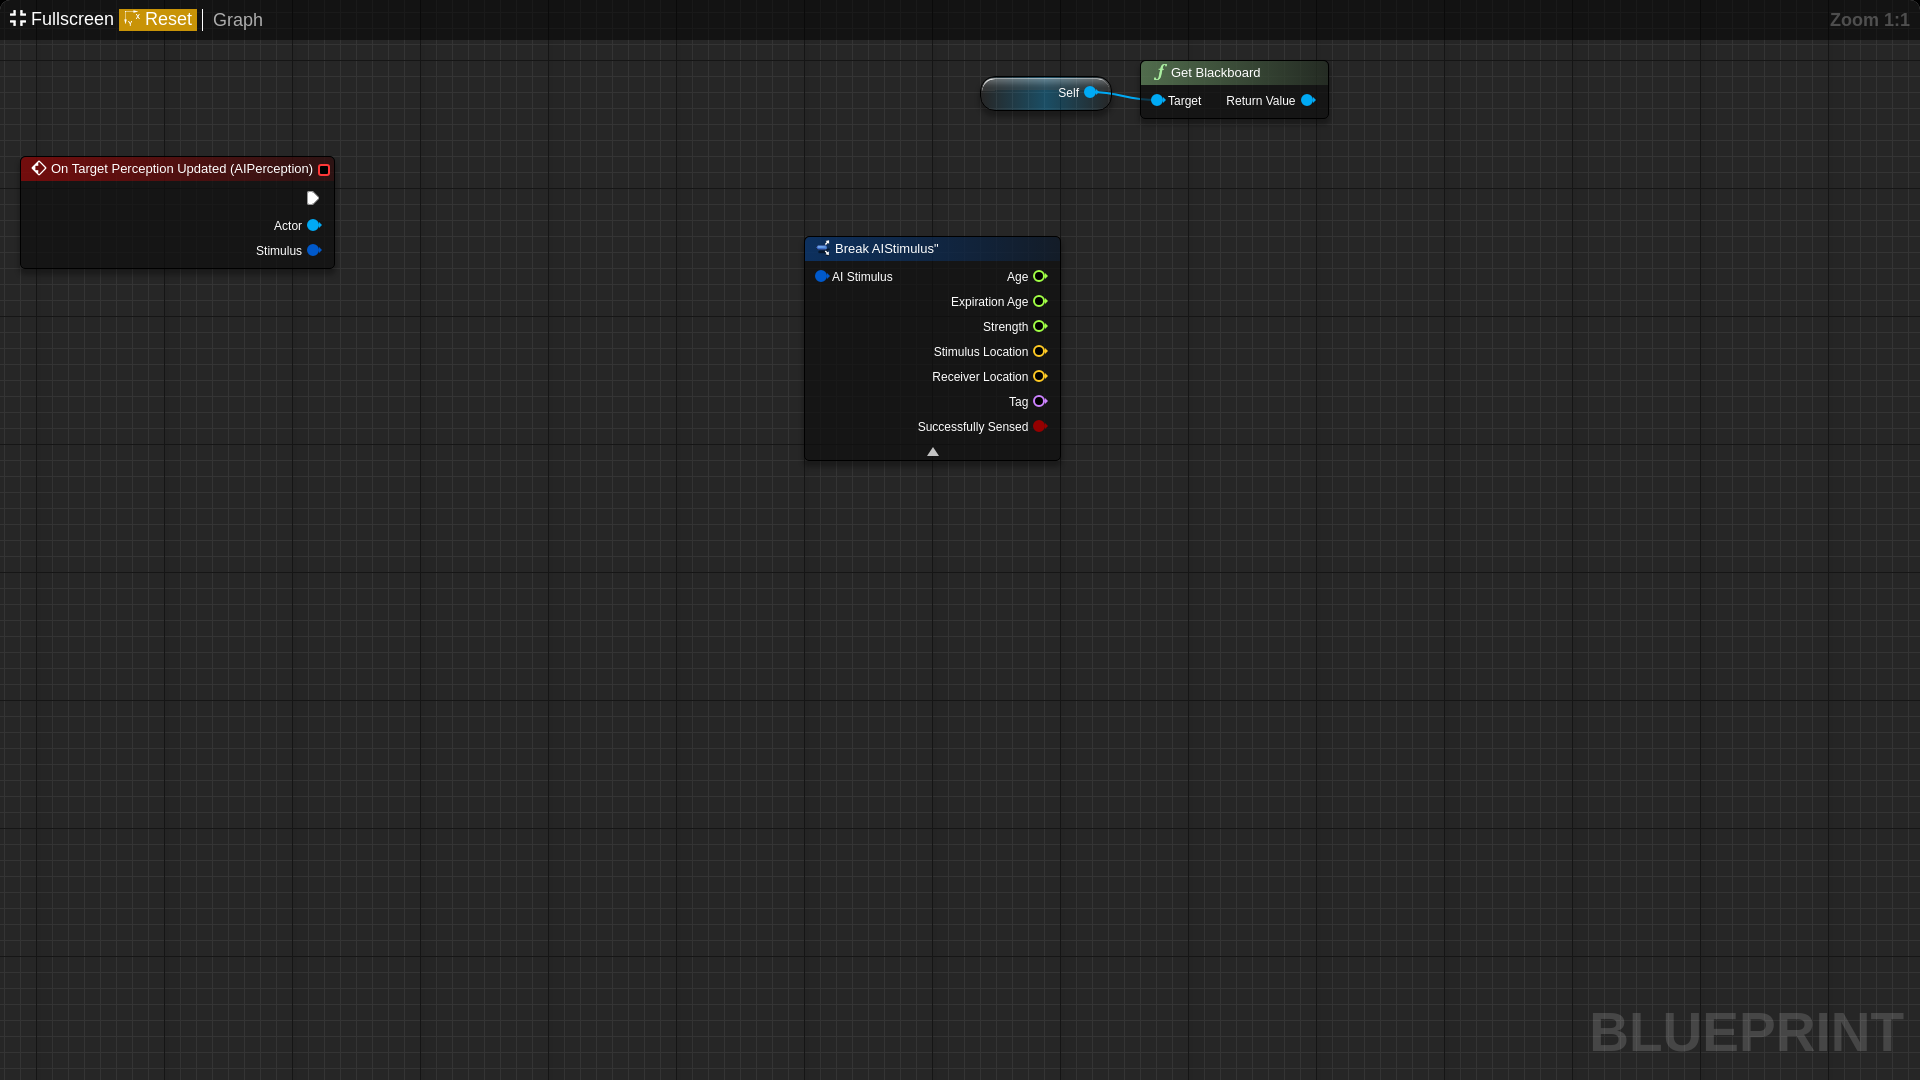 Fullscreen Reset Graph Zoom 1:1
Get Blackboard
Self
Target Return Value
On Target Perception Updated (AIPerception)
Actor
Stimulus
Break AIStimulus"
AI Stimulus Age
Expiration Age
Strength
Stimulus Location
Receiver Location
Tag
Successfully Sensed
BLUEPRINT